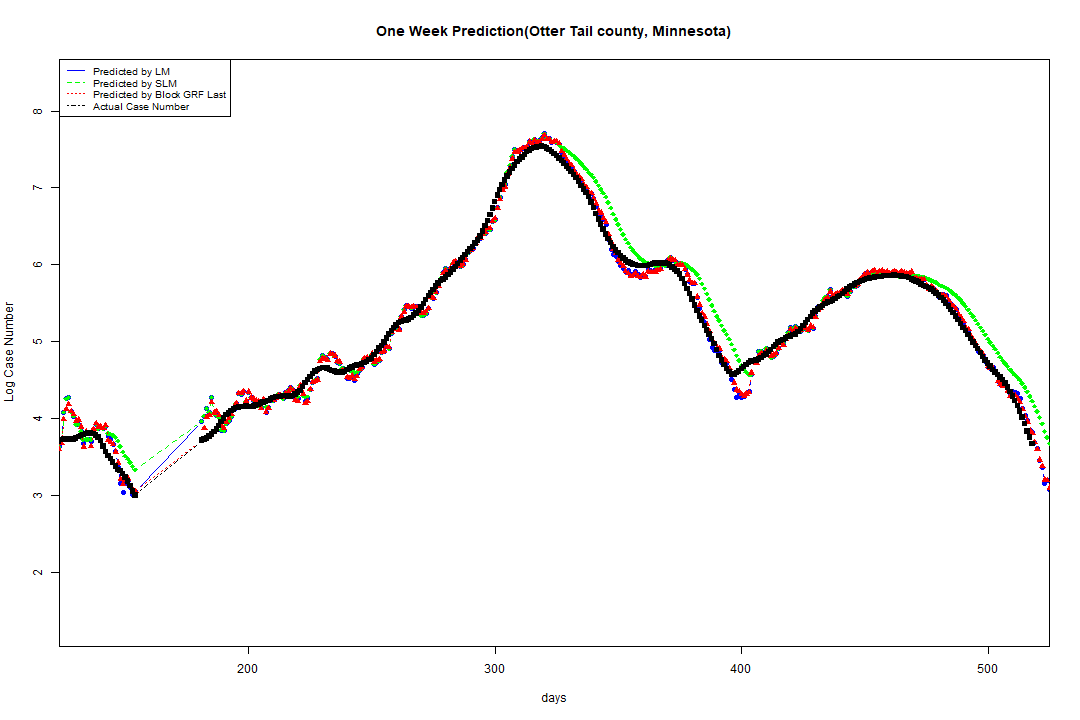 One Week Prediction(Otter Tail county, Minnesota)
Predicted by LM
Predicted by SLM
Predicted by Block GRF Last
Actual Case Number
8
7
6
5
4
3
2
Log Case Number
200 300 400 500
days